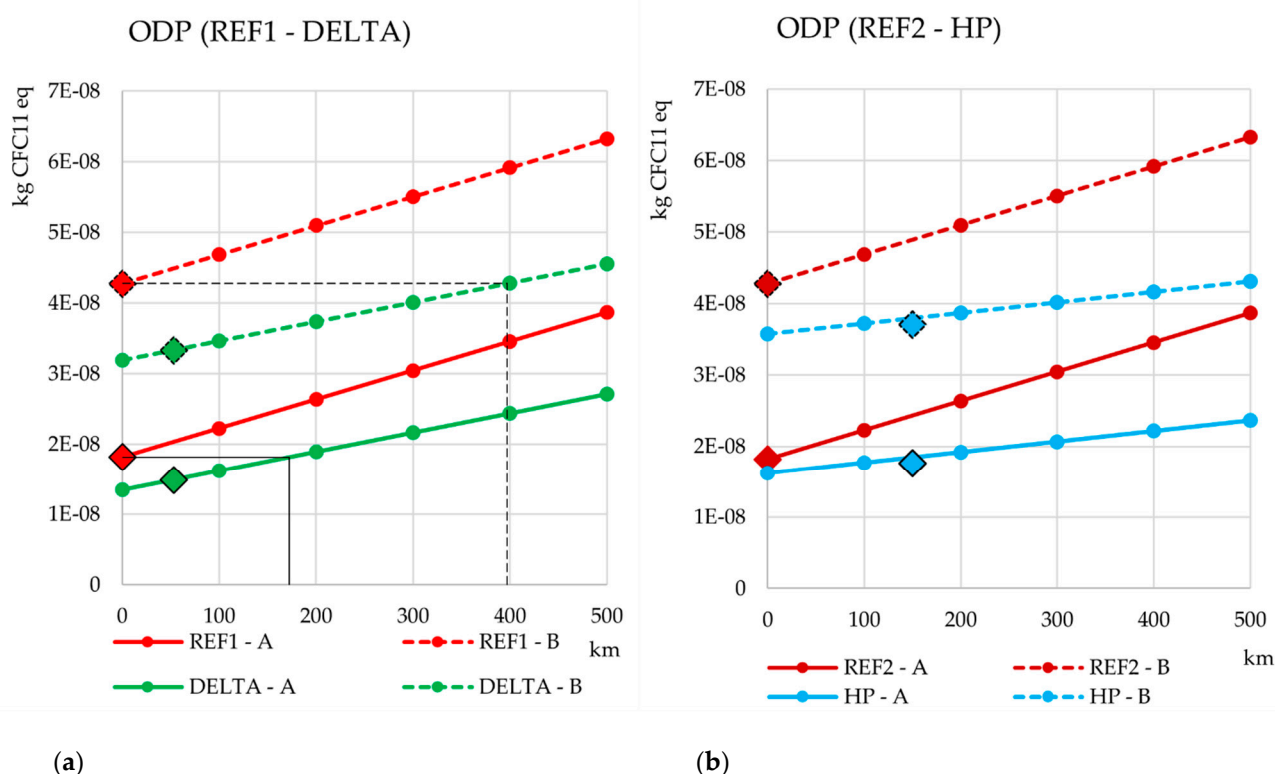 ODP (REF1 - DELTA)
kg CFC11 eq
7E-08
6E-08
5E-08
4E-08
3E-08
2E-08
1E-08
0
0 100 200 300 400 500
km
REF1 - A REF1 - B
DELTA - A DELTA - B
(a)
ODP (REF2 - HP)
kg CFC11 eq
7E-08
6E-08
5E-08
4E-08
3E-08
2E-08
1E-08
0
0 100 200 300 400 500
km
REF2 - A REF2 - B
HP - A HP - B
(b)